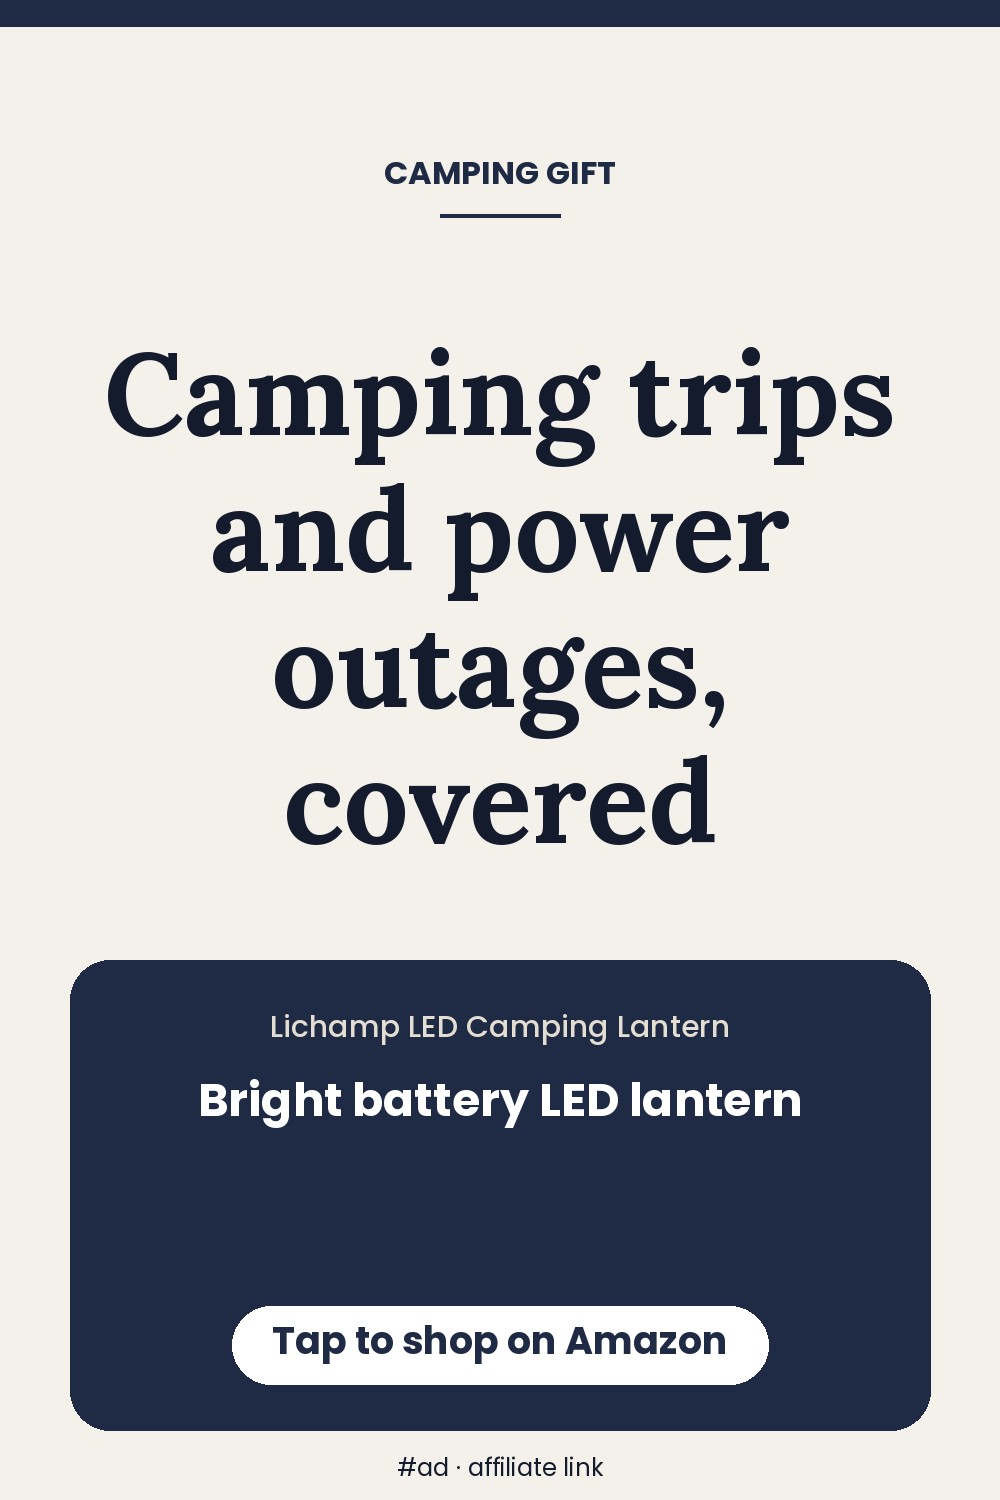 CAMPING GIFT
Camping trips
and power
outages,
covered
Lichamp LED Camping Lantern
Bright battery LED lantern
Tap to shop on Amazon
#ad · affiliate link